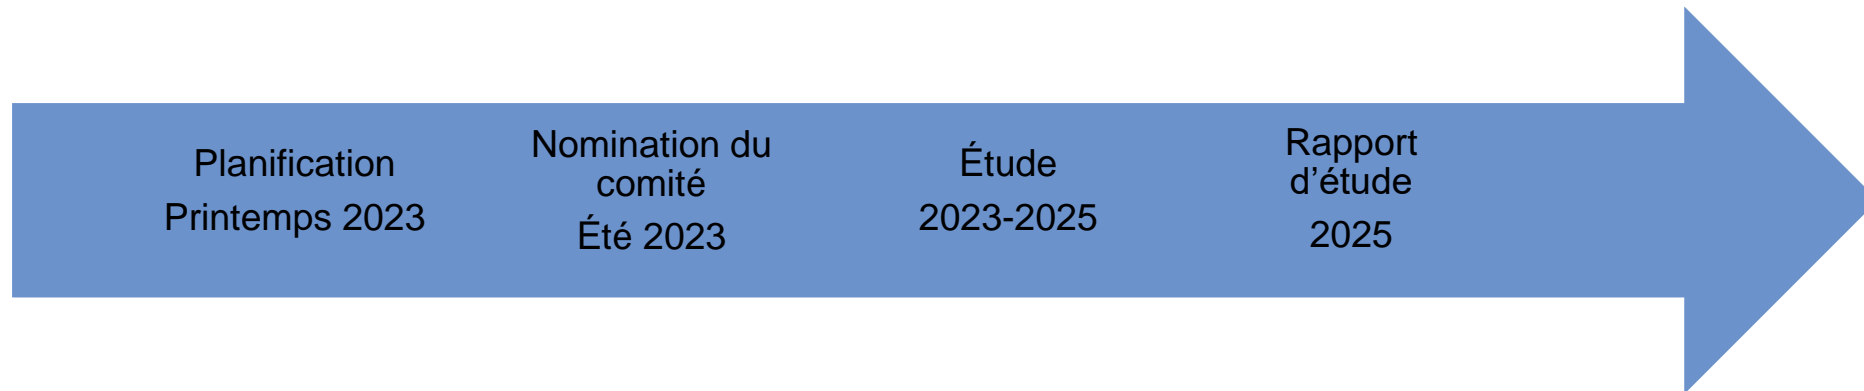 Planification
Printemps 2023
Nomination du
comité
Été 2023
Étude
2023-2025
Rapport
d’étude
2025